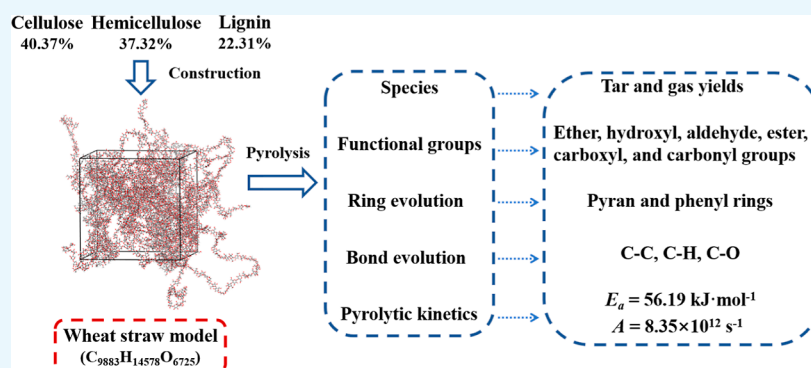 Cellulose Hemicellulose Lignin
40.37% 37.32% 22.31%
Construction
Pyrolysis
Wheat straw model
(C₉₈₈₃H₁₄₅₇₈O₆₇₂₅)
Species
Functional groups
Ring evolution
Bond evolution
Pyrolytic kinetics
Tar and gas yields
Ether, hydroxyl, aldehyde, ester,
carboxyl, and carbonyl groups
Pyran and phenyl rings
C-C, C-H, C-O
Eₐ = 56.19 kJ·mol⁻¹
A = 8.35×10¹² s⁻¹